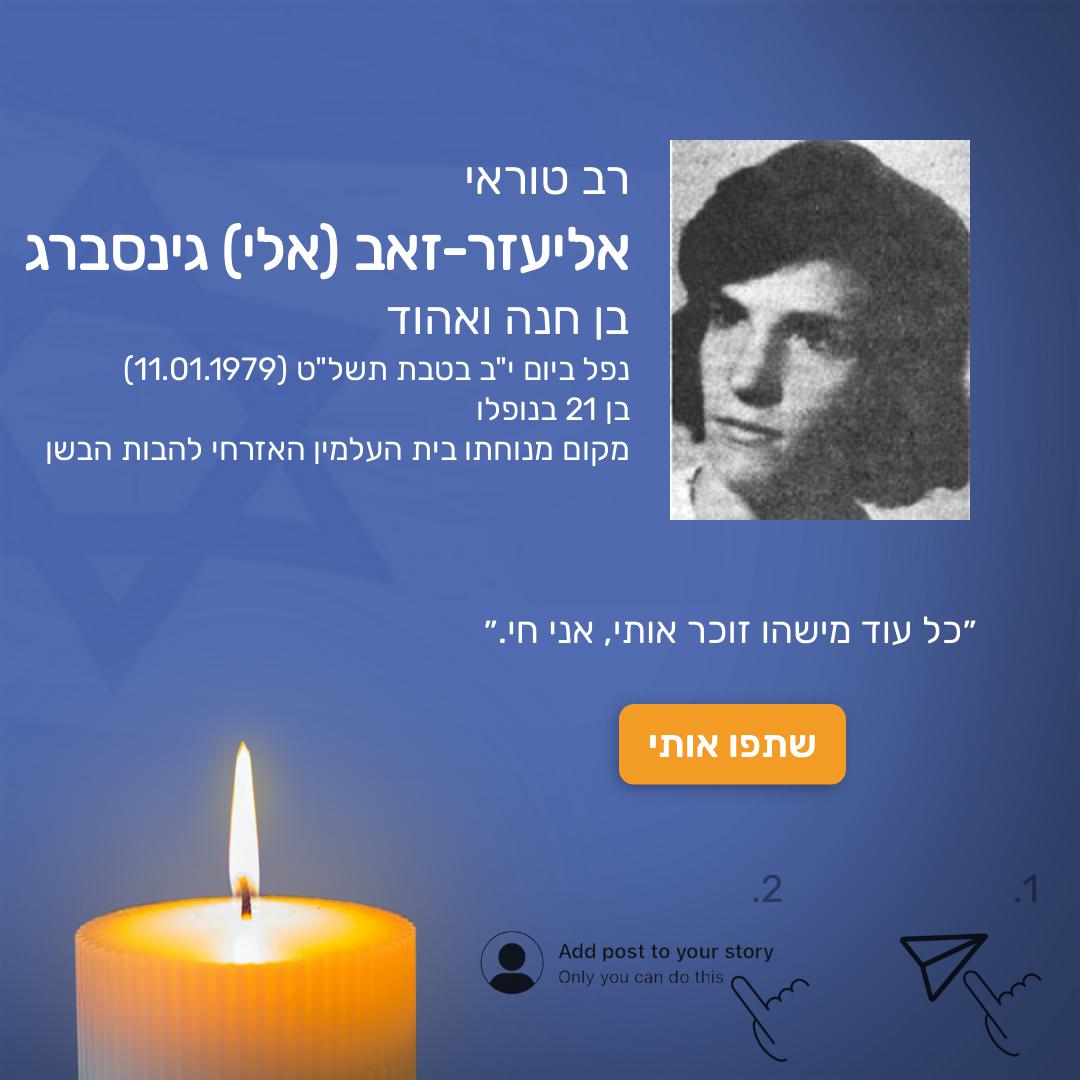 רב טוראי
אליעזר-זאב (אלי) גינסברג
בן חנה ואהוד
נפל ביום י"ב בטבת תשל"ט (11.01.1979)
בן 21 בנופלו
מקום מנוחתו בית העלמין האזרחי להבות הבשן
״כל עוד מישהו זוכר אותי, אני חי.״
שתפו אותי
1.
2.
Add post to your story
Only you can do this